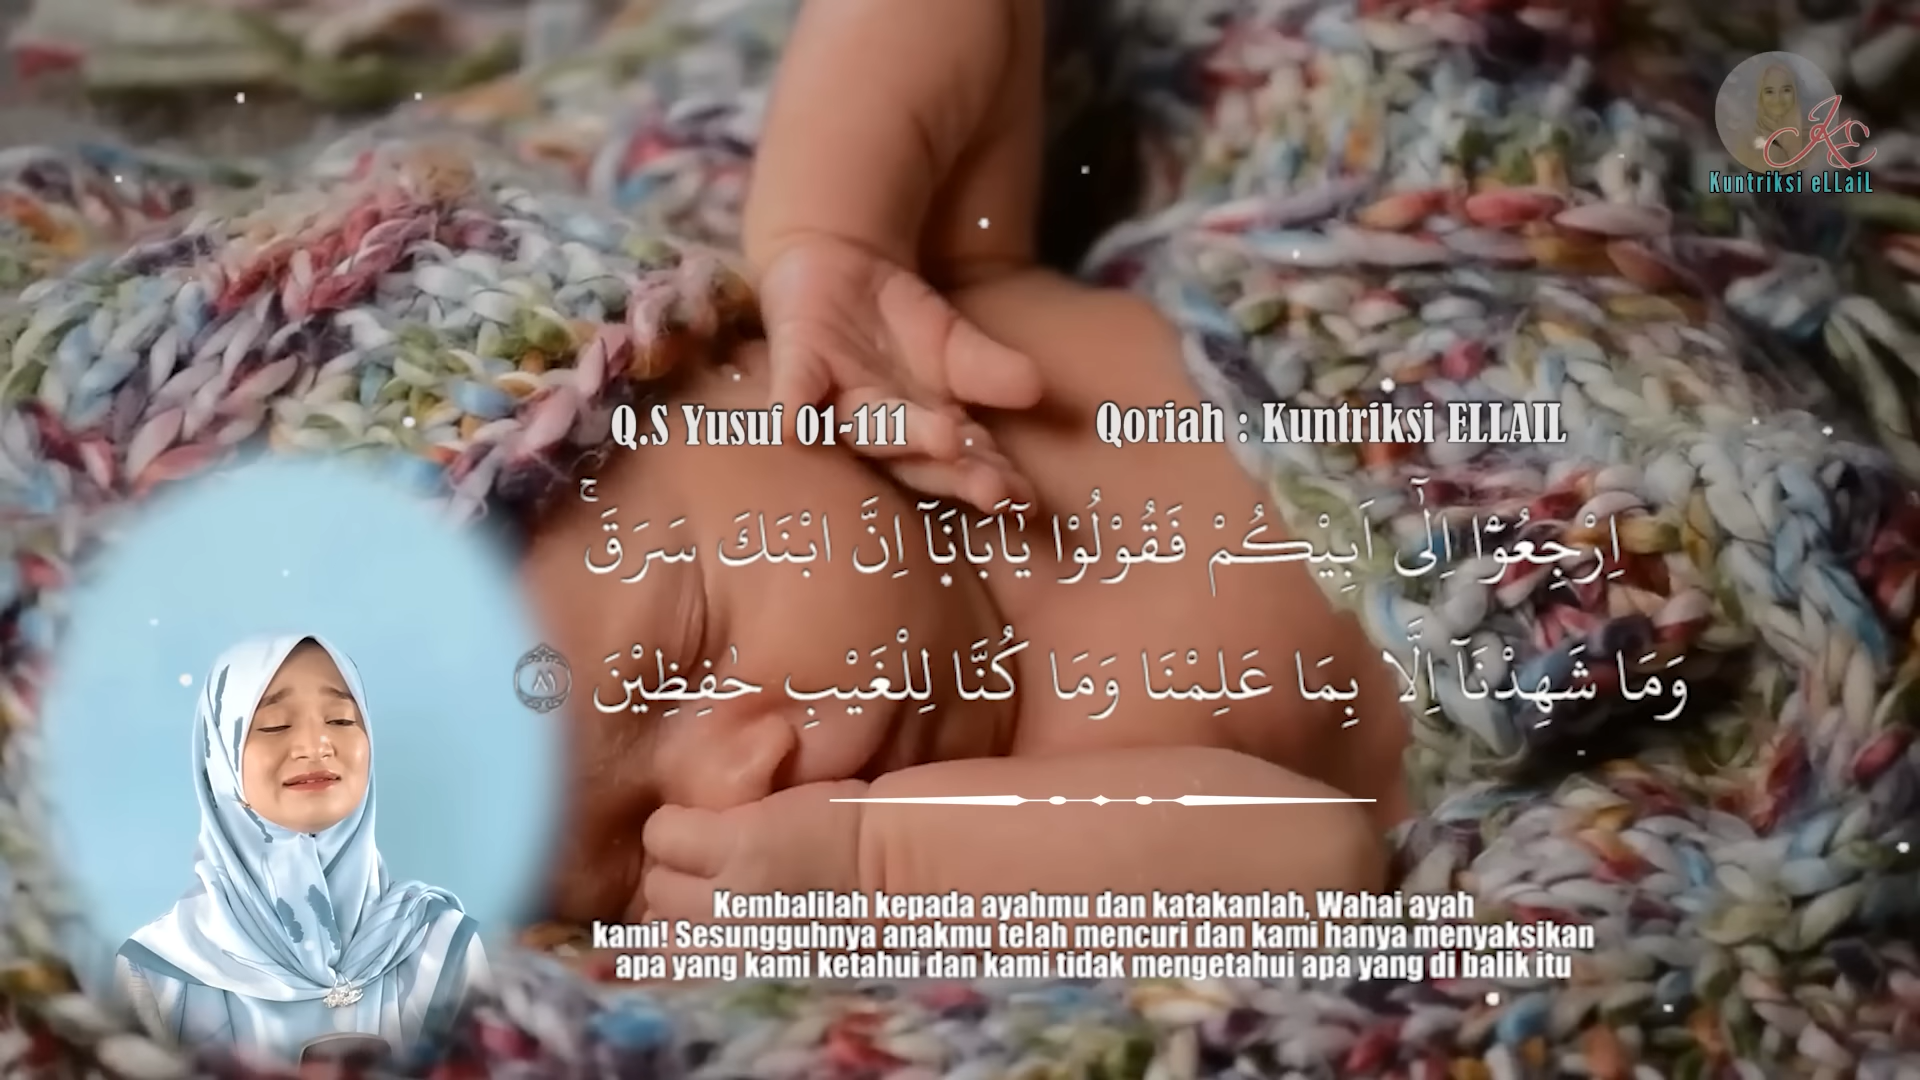 Kuntriksi eLLaiL
Q.S Yusuf 01-111
Qoriah : Kuntriksi ELLAIL
اِرْجِعُوْٓا اِلٰٓى اَبِيْكُمْ فَقُوْلُوْا يٰٓاَبَانَآ اِنَّ ابْنَكَ سَرَقَۚ
وَمَا شَهِدْنَآ اِلَّا بِمَا عَلِمْنَا وَمَا كُنَّا لِلْغَيْبِ حٰفِظِيْنَ ٨١
Kembalilah kepada ayahmu dan katakanlah, Wahai ayah
kami! Sesungguhnya anakmu telah mencuri dan kami hanya menyaksikan
apa yang kami ketahui dan kami tidak mengetahui apa yang di balik itu